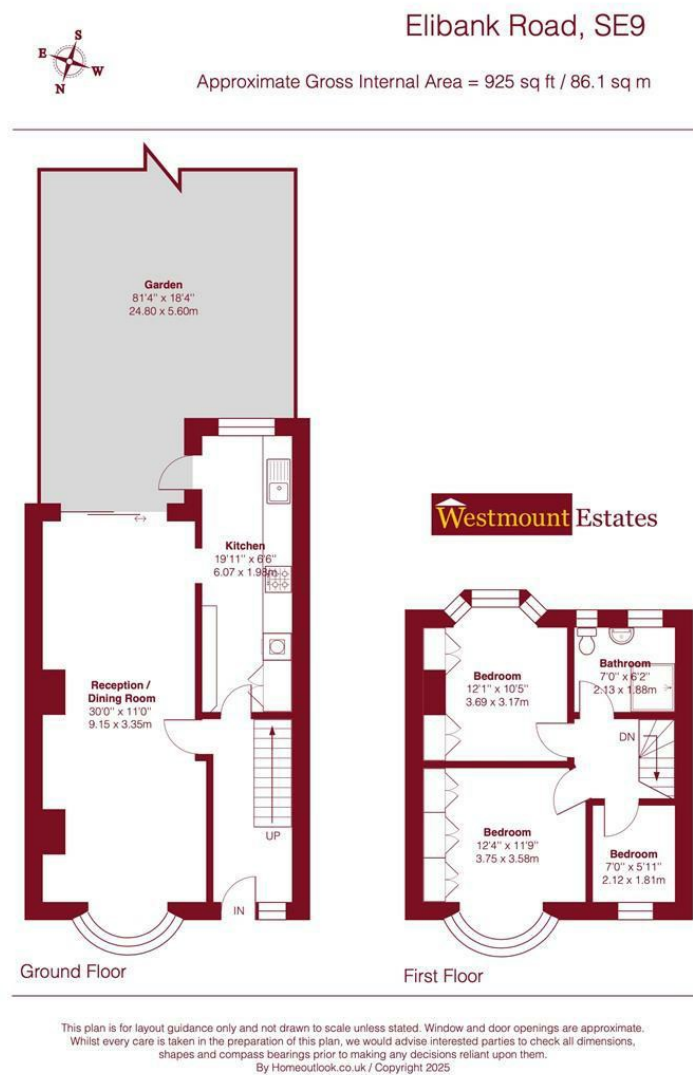 Elibank Road, SE9
S
E
W
N
Approximate Gross Internal Area = 925 sq ft / 86.1 sq m
Garden
81'4'' x 18'4''
24.80 x 5.60m
Kitchen
19'11'' x 6'6''
6.07 x 1.98m
Reception /
Dining Room
30'0'' x 11'0''
9.15 x 3.35m
UP
IN
Ground Floor
Westmount Estates
Bedroom
12'1'' x 10'5''
3.69 x 3.17m
Bathroom
7'0'' x 6'2''
2.13 x 1.88m
DN
Bedroom
12'4'' x 11'9''
3.75 x 3.58m
Bedroom
7'0'' x 5'11''
2.12 x 1.81m
First Floor
This plan is for layout guidance only and not drawn to scale unless stated. Window and door openings are approximate.
Whilst every care is taken in the preparation of this plan, we would advise interested parties to check all dimensions,
shapes and compass bearings prior to making any decisions reliant upon them.
By Homeoutlook.co.uk / Copyright 2025